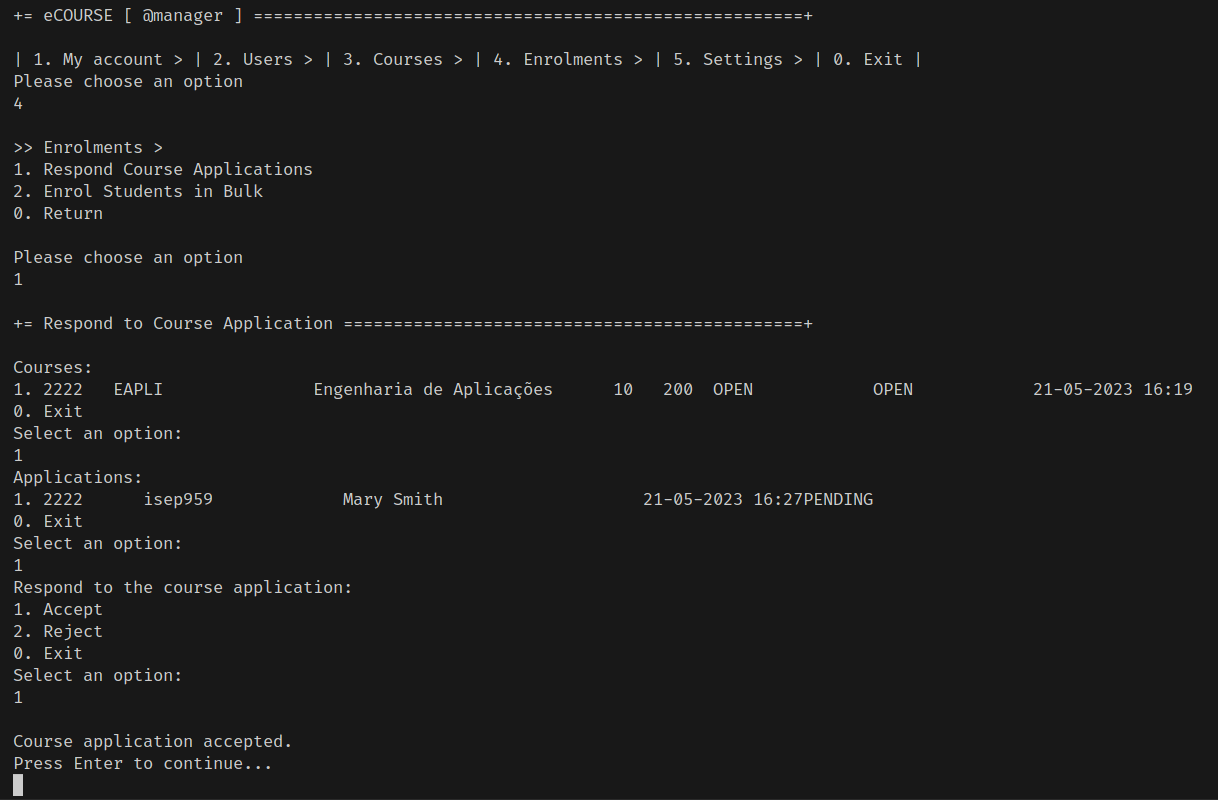 += eCOURSE [ @manager ] =======================================================+
| 1. My account > | 2. Users > | 3. Courses > | 4. Enrolments > | 5. Settings > | 0. Exit |
Please choose an option
4
>> Enrolments >
1. Respond Course Applications
2. Enrol Students in Bulk
0. Return
Please choose an option
1
+= Respond to Course Application ==============================================+
Courses:
1. 2222   EAPLI               Engenharia de Aplicações      10   200  OPEN            OPEN            21-05-2023 16:19
0. Exit
Select an option:
1
Applications:
1. 2222      isep959             Mary Smith                    21-05-2023 16:27PENDING
0. Exit
Select an option:
1
Respond to the course application:
1. Accept
2. Reject
0. Exit
Select an option:
1
Course application accepted.
Press Enter to continue...